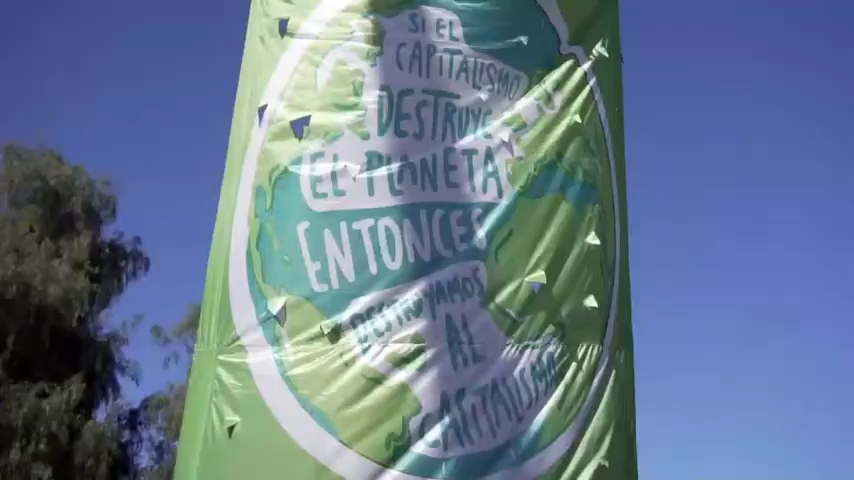 SI EL
CAPITALISMO
DESTRUYE
EL PLANETA
ENTONCES
DESTRUYAMOS
AL
CAPITALISMO